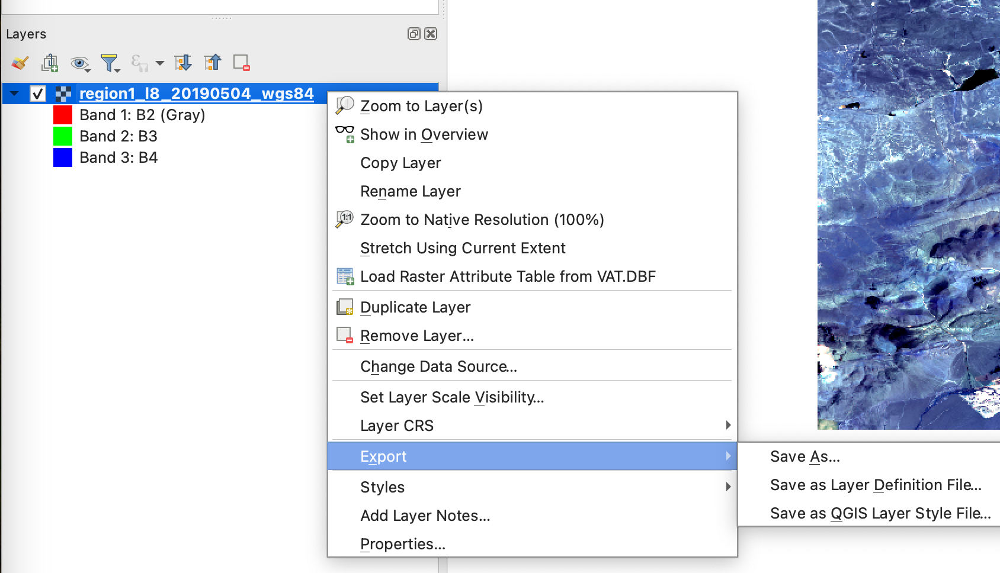 Layers
region1_l8_20190504_wgs84
Band 1: B2 (Gray)
Band 2: B3
Band 3: B4
Zoom to Layer(s)
Show in Overview
Copy Layer
Rename Layer
1:1
Zoom to Native Resolution (100%)
Stretch Using Current Extent
Load Raster Attribute Table from VAT.DBF
Duplicate Layer
Remove Layer...
Change Data Source...
Set Layer Scale Visibility...
Layer CRS
Export
Save As...
Styles
Save as Layer Definition File...
Add Layer Notes...
Save as QGIS Layer Style File...
Properties...